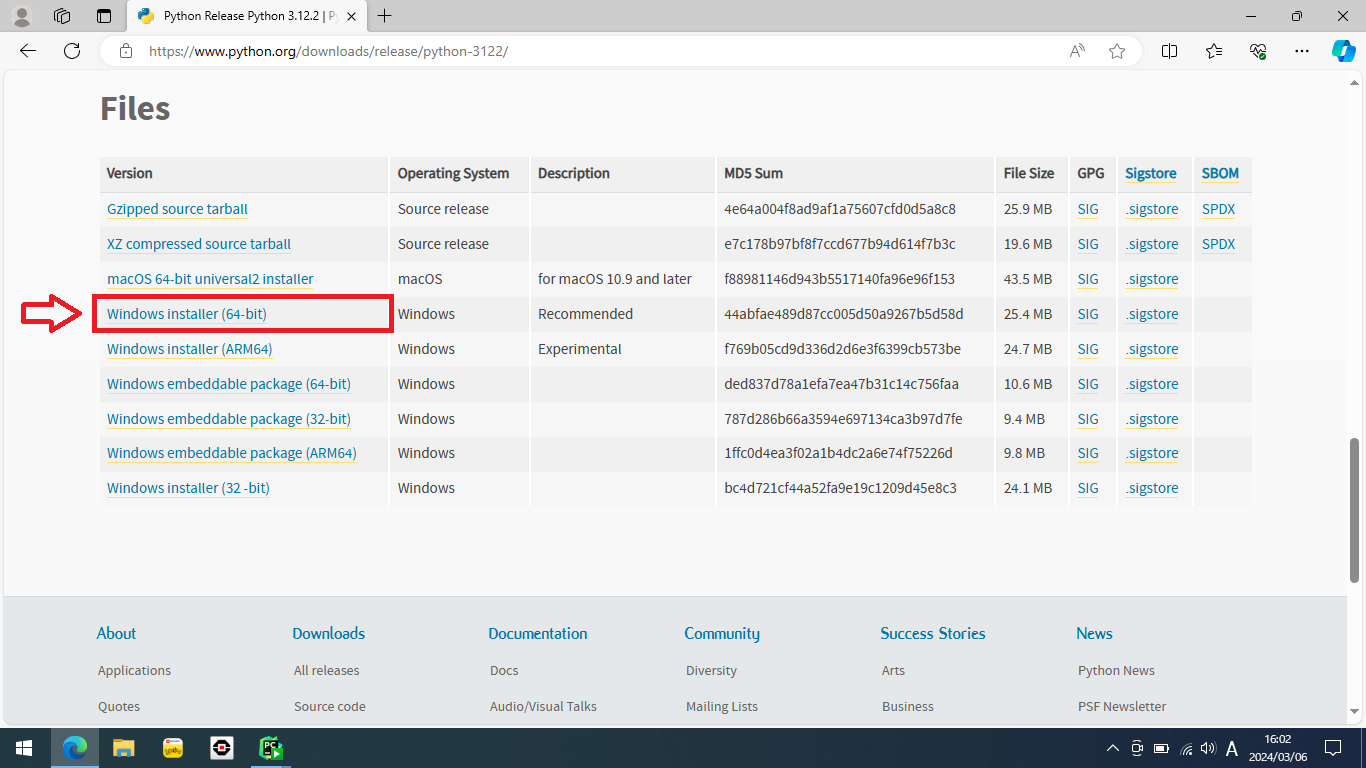 Python Release Python 3.12.2 | Py
https://www.python.org/downloads/release/python-3122/
Files
Version Operating System Description MD5 Sum File Size GPG Sigstore SBOM
Gzipped source tarball Source release 4e64a004f8ad9af1a75607cfd0d5a8c8 25.9 MB SIG .sigstore SPDX
XZ compressed source tarball Source release e7c178b97bf8f7ccd677b94d614f7b3c 19.6 MB SIG .sigstore SPDX
macOS 64-bit universal2 installer macOS for macOS 10.9 and later f88981146d943b5517140fa96e96f153 43.5 MB SIG .sigstore
Windows installer (64-bit) Windows Recommended 44abfae489d87cc005d50a9267b5d58d 25.4 MB SIG .sigstore
Windows installer (ARM64) Windows Experimental f769b05cd9d336d2d6e3f6399cb573be 24.7 MB SIG .sigstore
Windows embeddable package (64-bit) Windows ded837d78a1efa7ea47b31c14c756faa 10.6 MB SIG .sigstore
Windows embeddable package (32-bit) Windows 787d286b66a3594e697134ca3b97d7fe 9.4 MB SIG .sigstore
Windows embeddable package (ARM64) Windows 1ffc0d4ea3f02a1b4dc2a6e74f75226d 9.8 MB SIG .sigstore
Windows installer (32 -bit) Windows bc4d721cf44a52fa9e19c1209d45e8c3 24.1 MB SIG .sigstore
About Downloads Documentation Community Success Stories News
Applications All releases Docs Diversity Arts Python News
Quotes Source code Audio/Visual Talks Mailing Lists Business PSF Newsletter
PC
A
16:02
2024/03/06